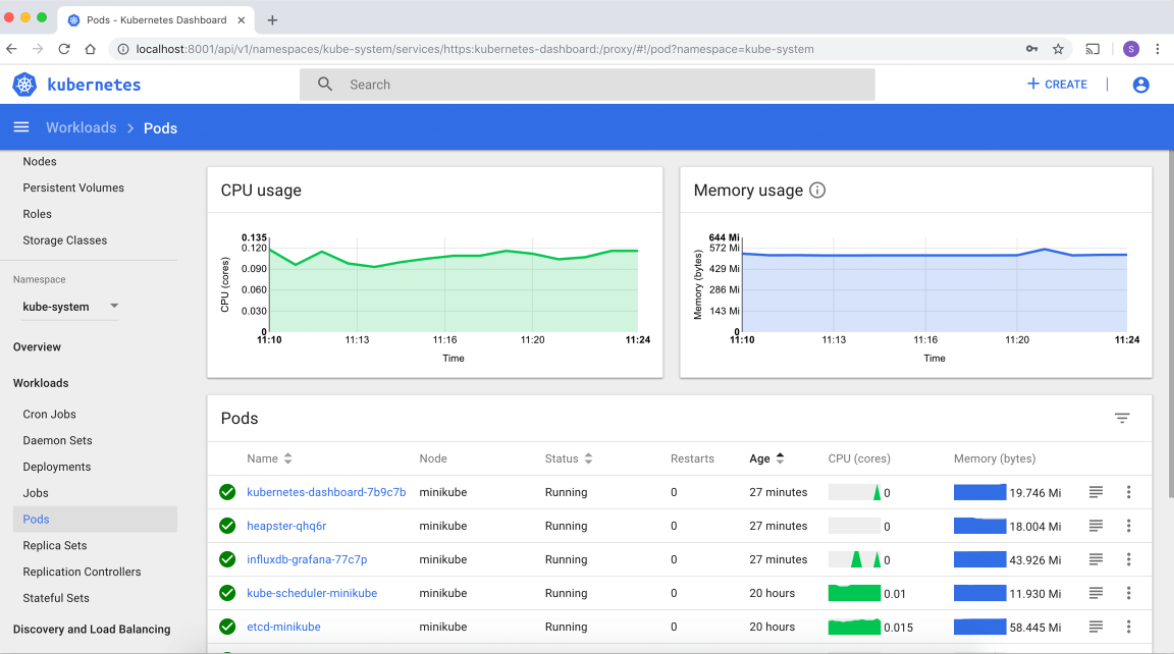 Pods - Kubernetes Dashboard
localhost:8001/api/v1/namespaces/kube-system/services/https:kubernetes-dashboard:/proxy/#!/pod?namespace=kube-system
S
kubernetes
Search
+ CREATE
Workloads > Pods
Nodes
Persistent Volumes
Roles
Storage Classes
Namespace
kube-system
Overview
Workloads
Cron Jobs
Daemon Sets
Deployments
Jobs
Pods
Replica Sets
Replication Controllers
Stateful Sets
Discovery and Load Balancing
CPU usage
CPU (cores)
0.135
0.120
0.090
0.060
0.030
0
11:10 11:13 11:16 11:20 11:24
Time
Memory usage
Memory (bytes)
644 Mi
572 Mi
429 Mi
286 Mi
143 Mi
0
11:10 11:13 11:16 11:20 11:24
Time
Pods
Name Node Status Restarts Age CPU (cores) Memory (bytes)
kubernetes-dashboard-7b9c7b minikube Running 0 27 minutes 0 19.746 Mi
heapster-qhq6r minikube Running 0 27 minutes 0 18.004 Mi
influxdb-grafana-77c7p minikube Running 0 27 minutes 0 43.926 Mi
kube-scheduler-minikube minikube Running 0 20 hours 0.01 11.930 Mi
etcd-minikube minikube Running 0 20 hours 0.015 58.445 Mi